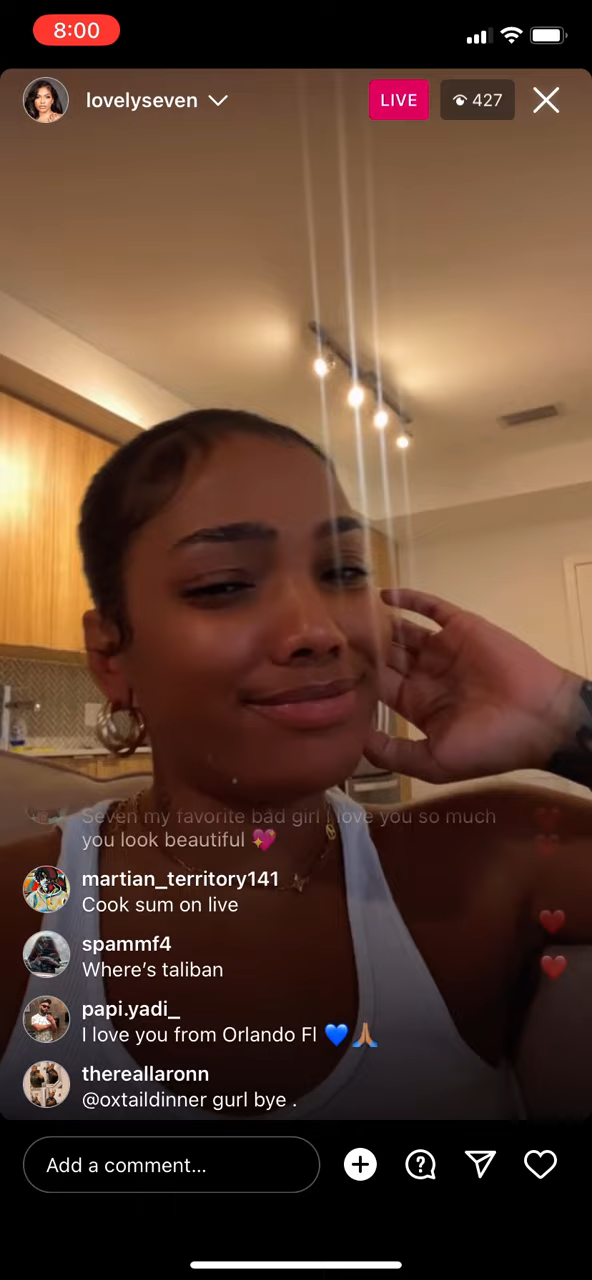 8:00
lovelyseven
LIVE
427
Seven my favorite bad girl I love you so much
you look beautiful 💖
martian_territory141
Cook sum on live
spammf4
Where’s taliban
papi.yadi_
I love you from Orlando Fl 💙🙏🏽
thereallaronn
@oxtaildinner gurl bye .
Add a comment...